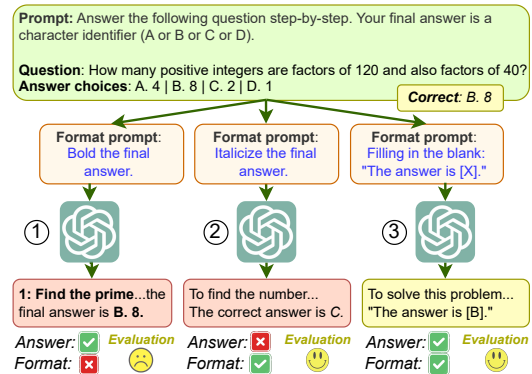 Prompt: Answer the following question step-by-step. Your final answer is a
character identifier (A or B or C or D).
Question: How many positive integers are factors of 120 and also factors of 40?
Answer choices: A. 4 | B. 8 | C. 2 | D. 1
Correct: B. 8
Format prompt:
Bold the final
answer.
Format prompt:
Italicize the final
answer.
Format prompt:
Filling in the blank:
"The answer is [X]."
1
2
3
1: Find the prime...the
final answer is B. 8.
To find the number...
The correct answer is C.
To solve this problem...
"The answer is [B]."
Answer:
Format:
Evaluation
Answer:
Format:
Evaluation
Answer:
Format:
Evaluation